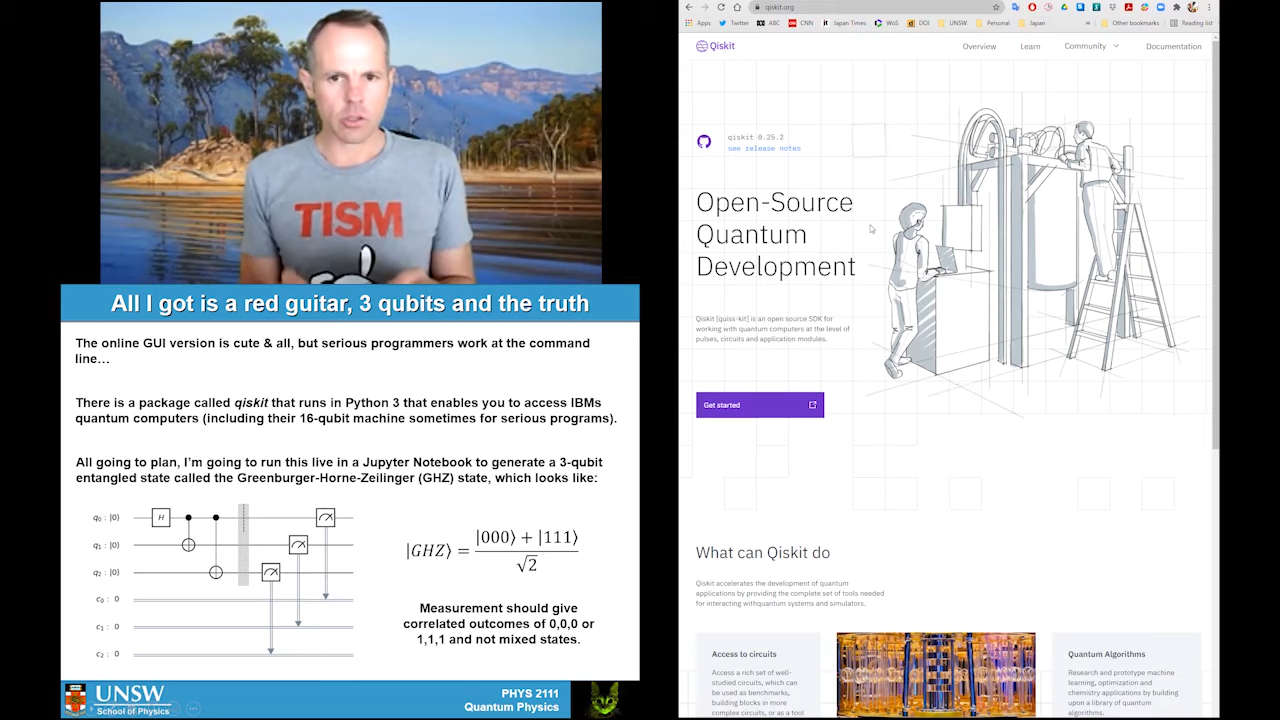 TISM
All I got is a red guitar, 3 qubits and the truth
The online GUI version is cute & all, but serious programmers work at the command
line…
There is a package called qiskit that runs in Python 3 that enables you to access IBMs
quantum computers (including their 16-qubit machine sometimes for serious programs).
All going to plan, I'm going to run this live in a Jupyter Notebook to generate a 3-qubit
entangled state called the Greenburger-Horne-Zeilinger (GHZ) state, which looks like:
q₀ : |0⟩
H
q₁ : |0⟩
q₂ : |0⟩
c₀ : 0
c₁ : 0
c₂ : 0
|GHZ⟩ = (|000⟩ + |111⟩)/√2
Measurement should give
correlated outcomes of 0,0,0 or
1,1,1 and not mixed states.
UNSW
School of Physics
PHYS 2111
Quantum Physics
qiskit.org
Apps Twitter ABC CNN Japan Times WoS DOI UNSW Personal Japan » Other bookmarks Reading list
Qiskit
Overview Learn Community Documentation
qiskit 0.25.2
see release notes
Open-Source
Quantum
Development
Qiskit [quiss-kit] is an open source SDK for
working with quantum computers at the level of
pulses, circuits and application modules.
Get started
What can Qiskit do
Qiskit accelerates the development of quantum
applications by providing the complete set of tools needed
for interacting withquantum systems and simulators.
Access to circuits
Access a rich set of well-
studied circuits, which can
be used as benchmarks,
building blocks in more
complex circuits, or as a tool
Quantum Algorithms
Research and prototype machine
learning, optimization and
chemistry applications by building
upon a library of quantum
algorithms.